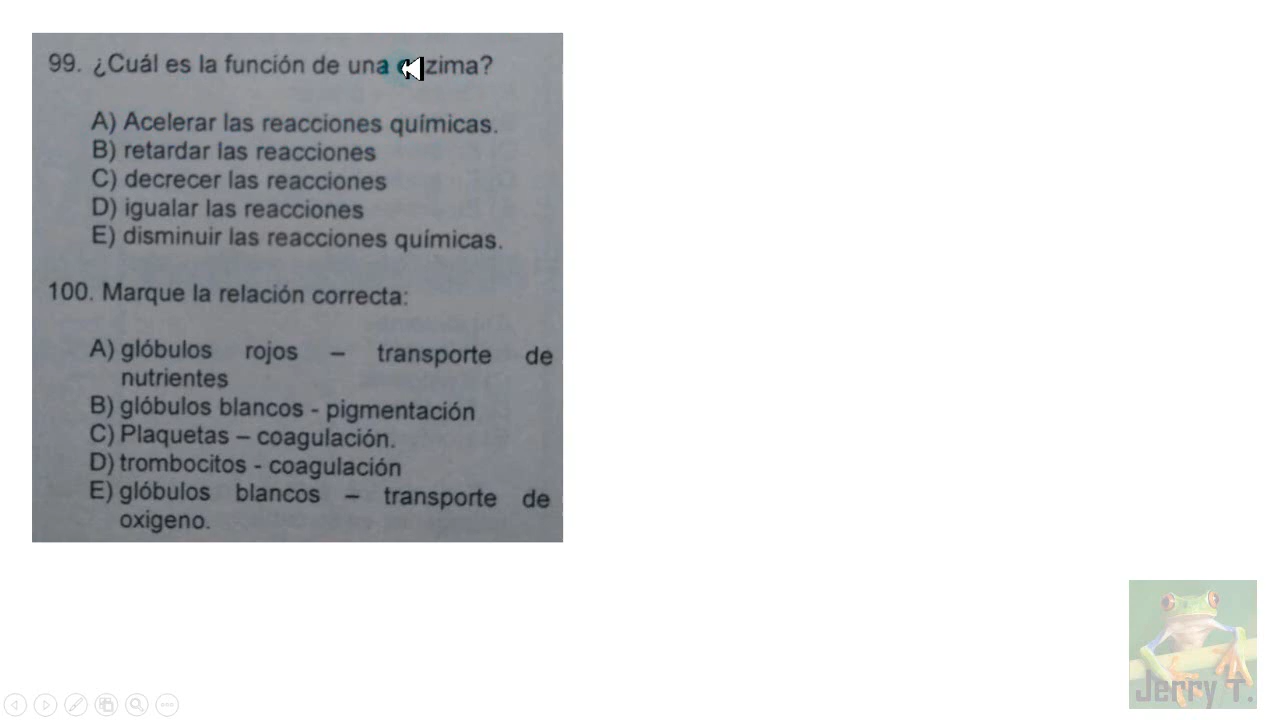 99. ¿Cuál es la función de una zima?
A) Acelerar las reacciones químicas.
B) retardar las reacciones
C) decrecer las reacciones
D) igualar las reacciones
E) disminuir las reacciones químicas.
100. Marque la relación correcta:
A) glóbulos rojos – transporte de
nutrientes
B) glóbulos blancos - pigmentación
C) Plaquetas – coagulación.
D) trombocitos - coagulación
E) glóbulos blancos – transporte de
oxigeno.
Jerry T.